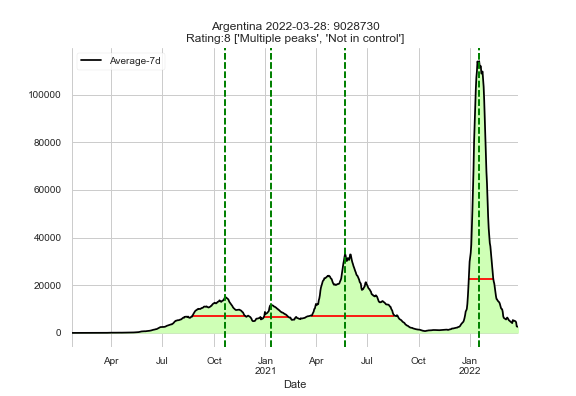 Argentina 2022-03-28: 9028730
Rating:8 ['Multiple peaks', 'Not in control']
Average-7d
100000
80000
60000
40000
20000
0
Apr
Jul
Oct
Jan
2021
Apr
Jul
Oct
Jan
2022
Date